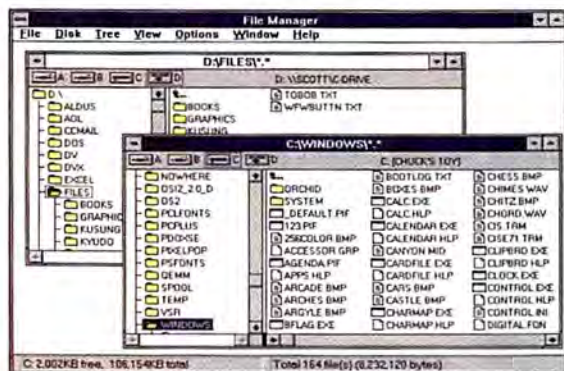 File Manager
File Disk Tree View Options Window Help
D:\FILES\*.*
A B C D D: \\SCOTT\C-DRIVE
D:\
ALDUS
AOL
CCMAIL
DOS
DV
DVX
EXCEL
FILES
BOOKS
GRAPHIC
KUSUNG
KYUDO
BOOKS
GRAPHICS
KUSUNG
TOBOB.TXT
WFWBUTTN.TXT
C:\WINDOWS\*.*
A B C D C: [CHUCK'S TOY]
NOWHERE
OSI2_2.0_D
OS2
PCLFONTS
PCPLUS
PDOXSE
PIXELPOP
PSFONTS
QEMM
SPOOL
TEMP
VSR
WINDOWS
ORCHID
SYSTEM
_DEFAULT.PIF
123.PIF
256COLOR.BMP
ACCESSOR.GRP
AGENDA.PIF
APPS.HLP
ARCADE.BMP
ARCHES.BMP
ARGYLE.BMP
BFLAG.EXE
BOOTLOG.TXT
BOXES.BMP
CALC.EXE
CALC.HLP
CALENDAR.EXE
CALENDAR.HLP
CANYON.MID
CARDFILE.EXE
CARDFILE.HLP
CARS.BMP
CASTLE.BMP
CHARMAP.EXE
CHARMAP.HLP
CHESS.BMP
CHIMES.WAV
CHITZ.BMP
CHORD.WAV
CIS.TRM
CLIPBRD.EXE
CLIPBRD.HLP
CLOCK.EXE
CONTROL.EXE
CONTROL.HLP
CONTROL.INI
DIGITAL.FON
C: 2,002KB free, 106,154KB total Total 164 file(s) (8,232,120 bytes)